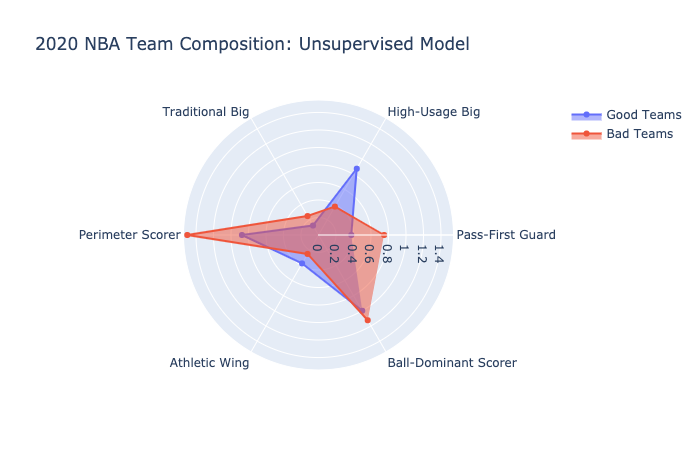 2020 NBA Team Composition: Unsupervised Model
Traditional Big
High-Usage Big
Good Teams
Bad Teams
Perimeter Scorer
Pass-First Guard
0
0.2
0.4
0.6
0.8
1
1.2
1.4
Athletic Wing
Ball-Dominant Scorer